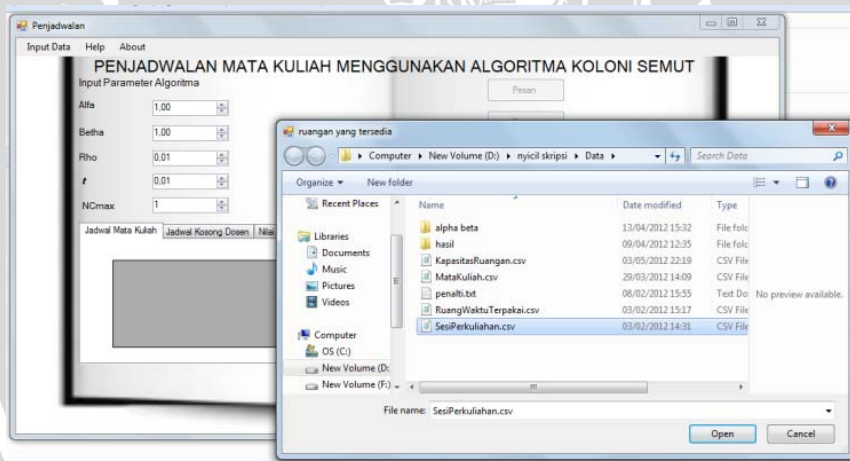 Penjadwalan
Input Data Help About
PENJADWALAN MATA KULIAH MENGGUNAKAN ALGORITMA KOLONI SEMUT
Input Parameter Algoritma
Pesan
Alfa 1,00
Betha 1,00
Rho 0,01
t 0,01
NCmax 1
Jadwal Mata Kuliah Jadwal Kosong Dosen Nilai
ruangan yang tersedia
Computer New Volume (D:) nyicil skripsi Data Search Data
Organize New folder
Recent Places
Libraries
Documents
Music
Pictures
Videos
Computer
OS (C:)
New Volume (D:
New Volume (F:)
Name Date modified Type
alpha beta 13/04/2012 15:32 File folc
hasil 09/04/2012 12:35 File folc
KapasitasRuangan.csv 03/05/2012 22:19 CSV File
MataKuliah.csv 29/03/2012 14:09 CSV File
penalti.txt 08/02/2012 15:55 Text Do
RuangWaktuTerpakai.csv 03/02/2012 15:17 CSV File
SesiPerkuliahan.csv 03/02/2012 14:31 CSV File
No preview available.
File name: SesiPerkuliahan.csv
Open Cancel